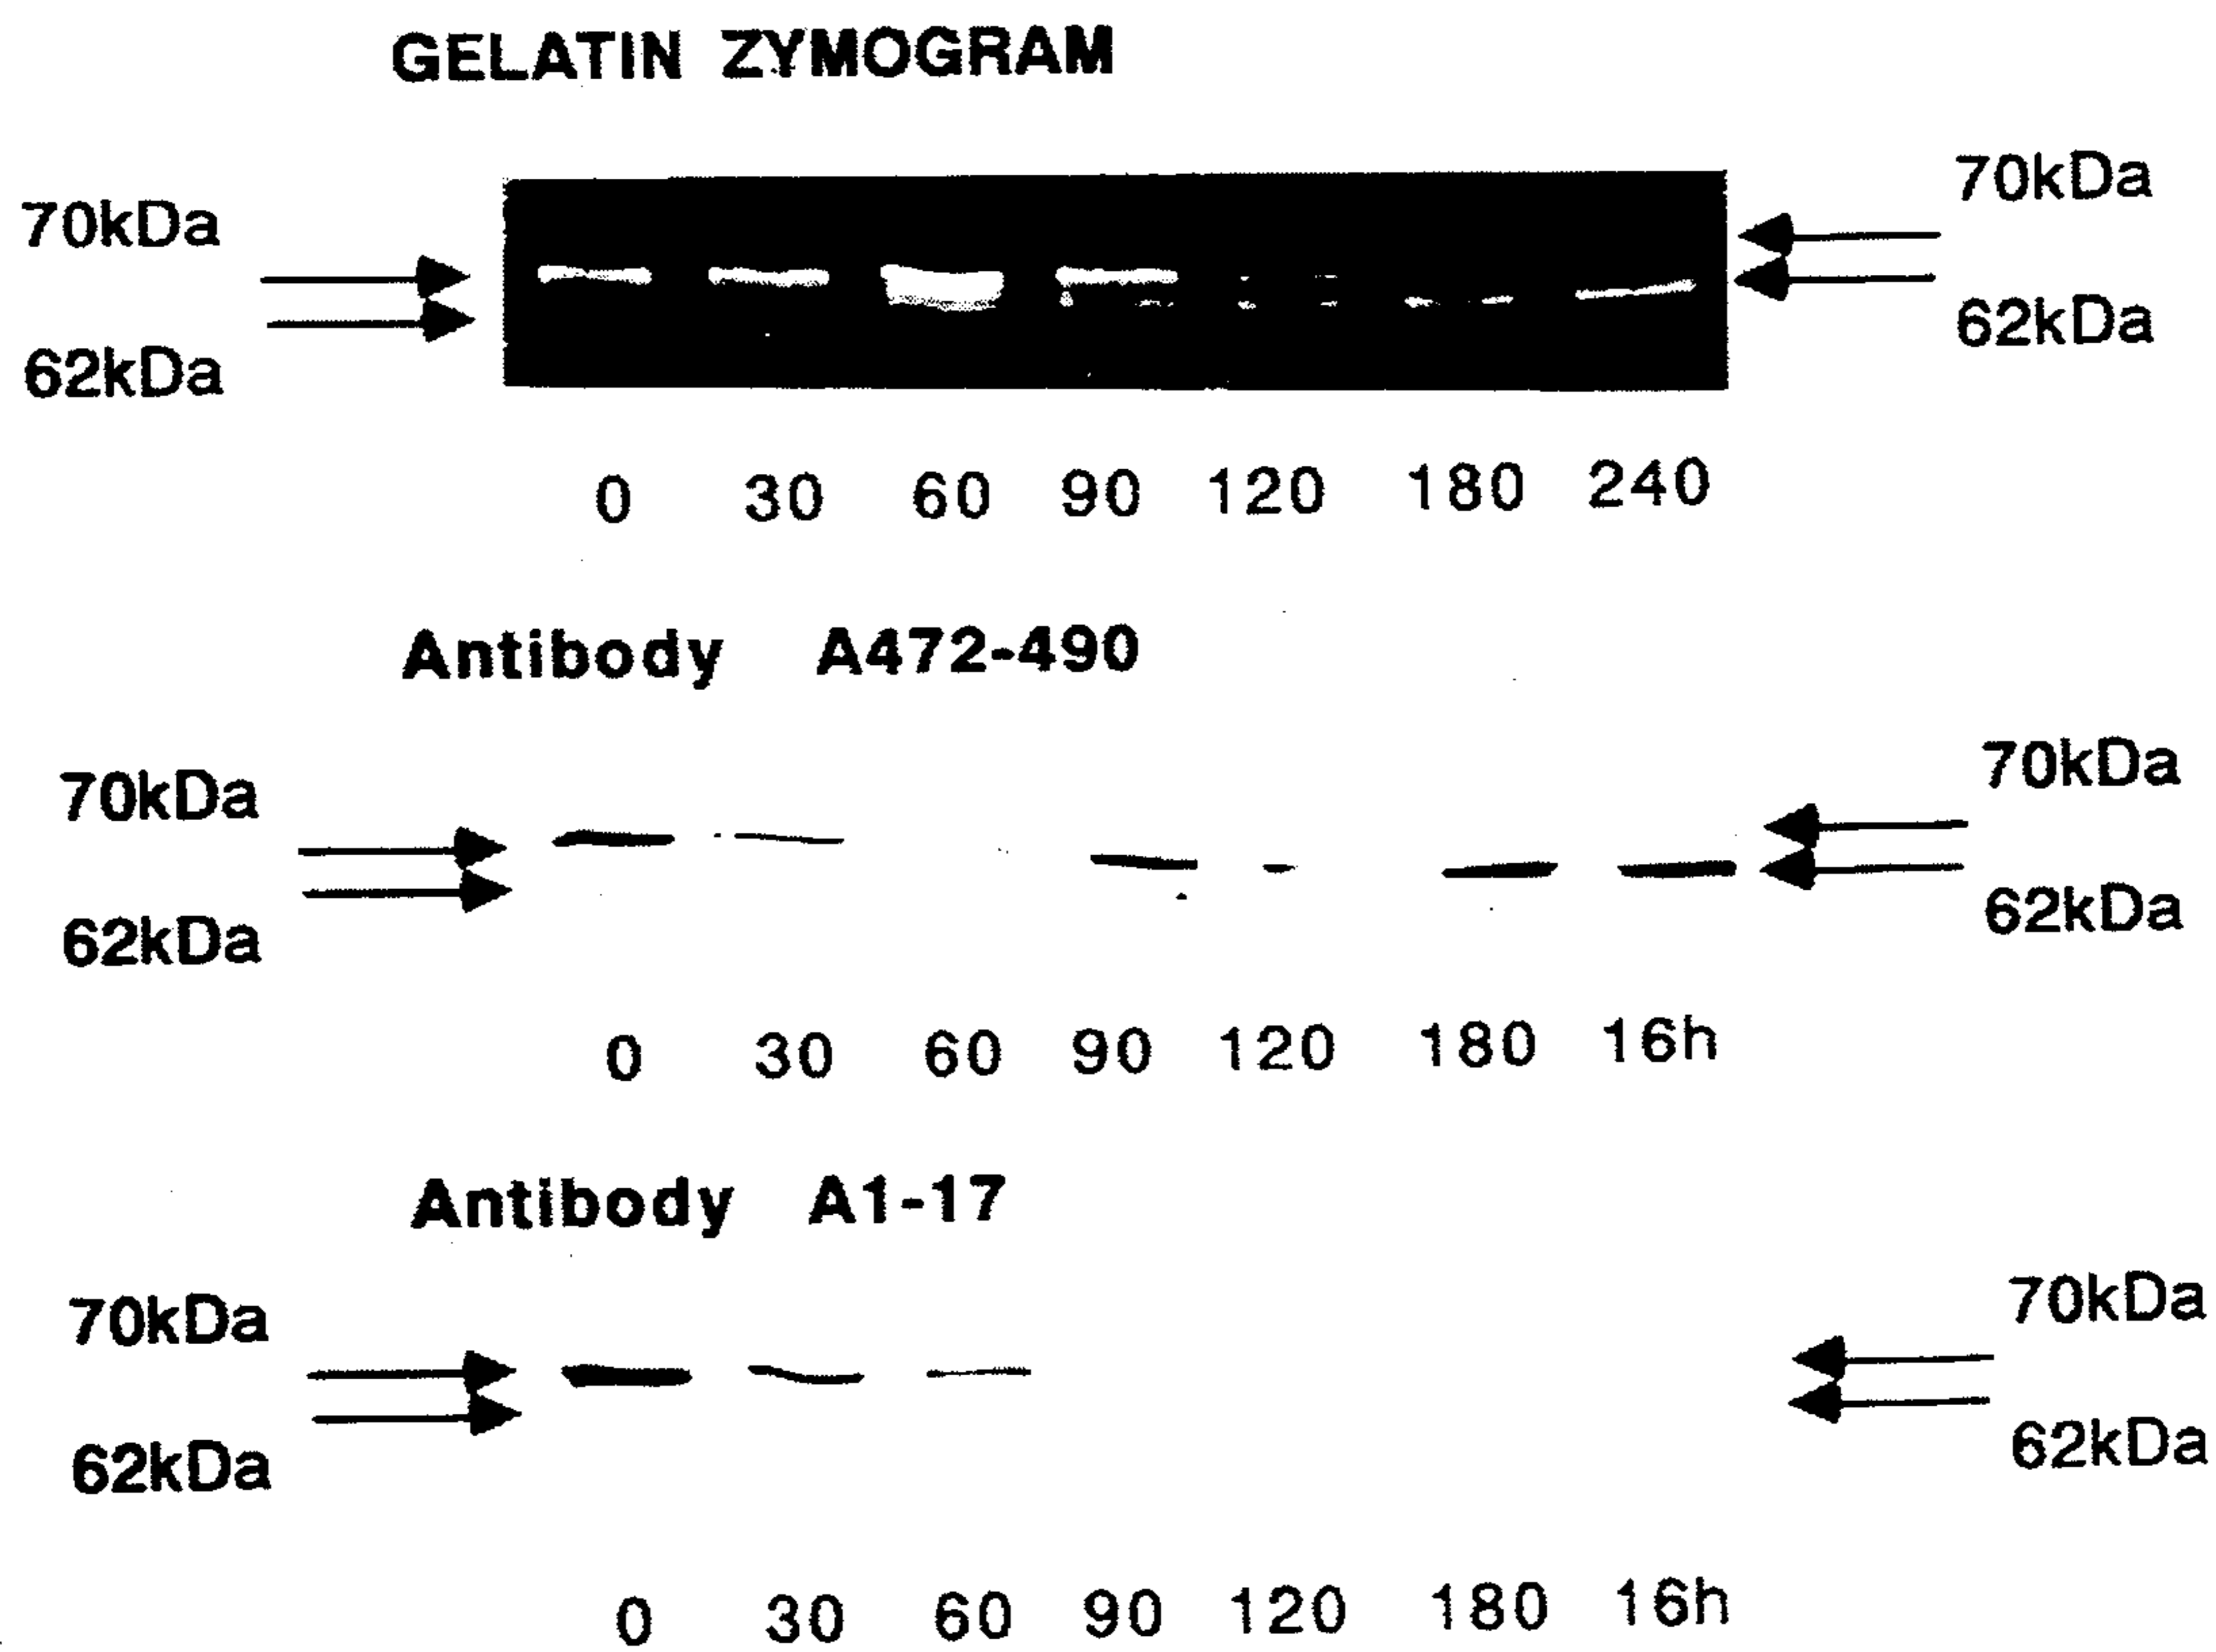 GELATIN ZYMOGRAM
70kDa
70kDa
62kDa
62kDa
0 30 60 90 120 180 240
Antibody A472-490
70kDa
70kDa
62kDa
62kDa
0 30 60 90 120 180 16h
Antibody A1-17
70kDa
70kDa
62kDa
62kDa
0 30 60 90 120 180 16h